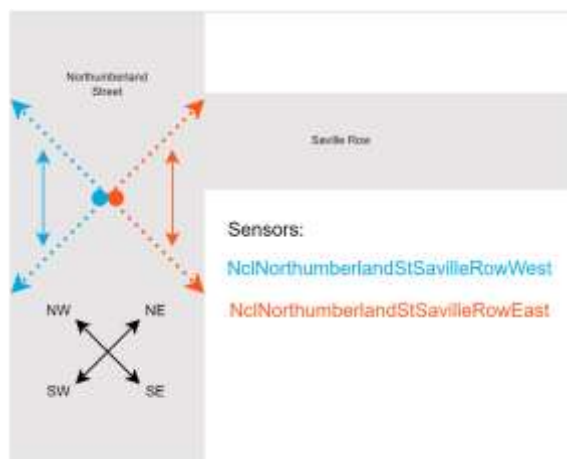 Northumberland
Street
Saville Row
Sensors:
NclNorthumberlandStSavilleRowWest
NclNorthumberlandStSavilleRowEast
NW
NE
SW
SE